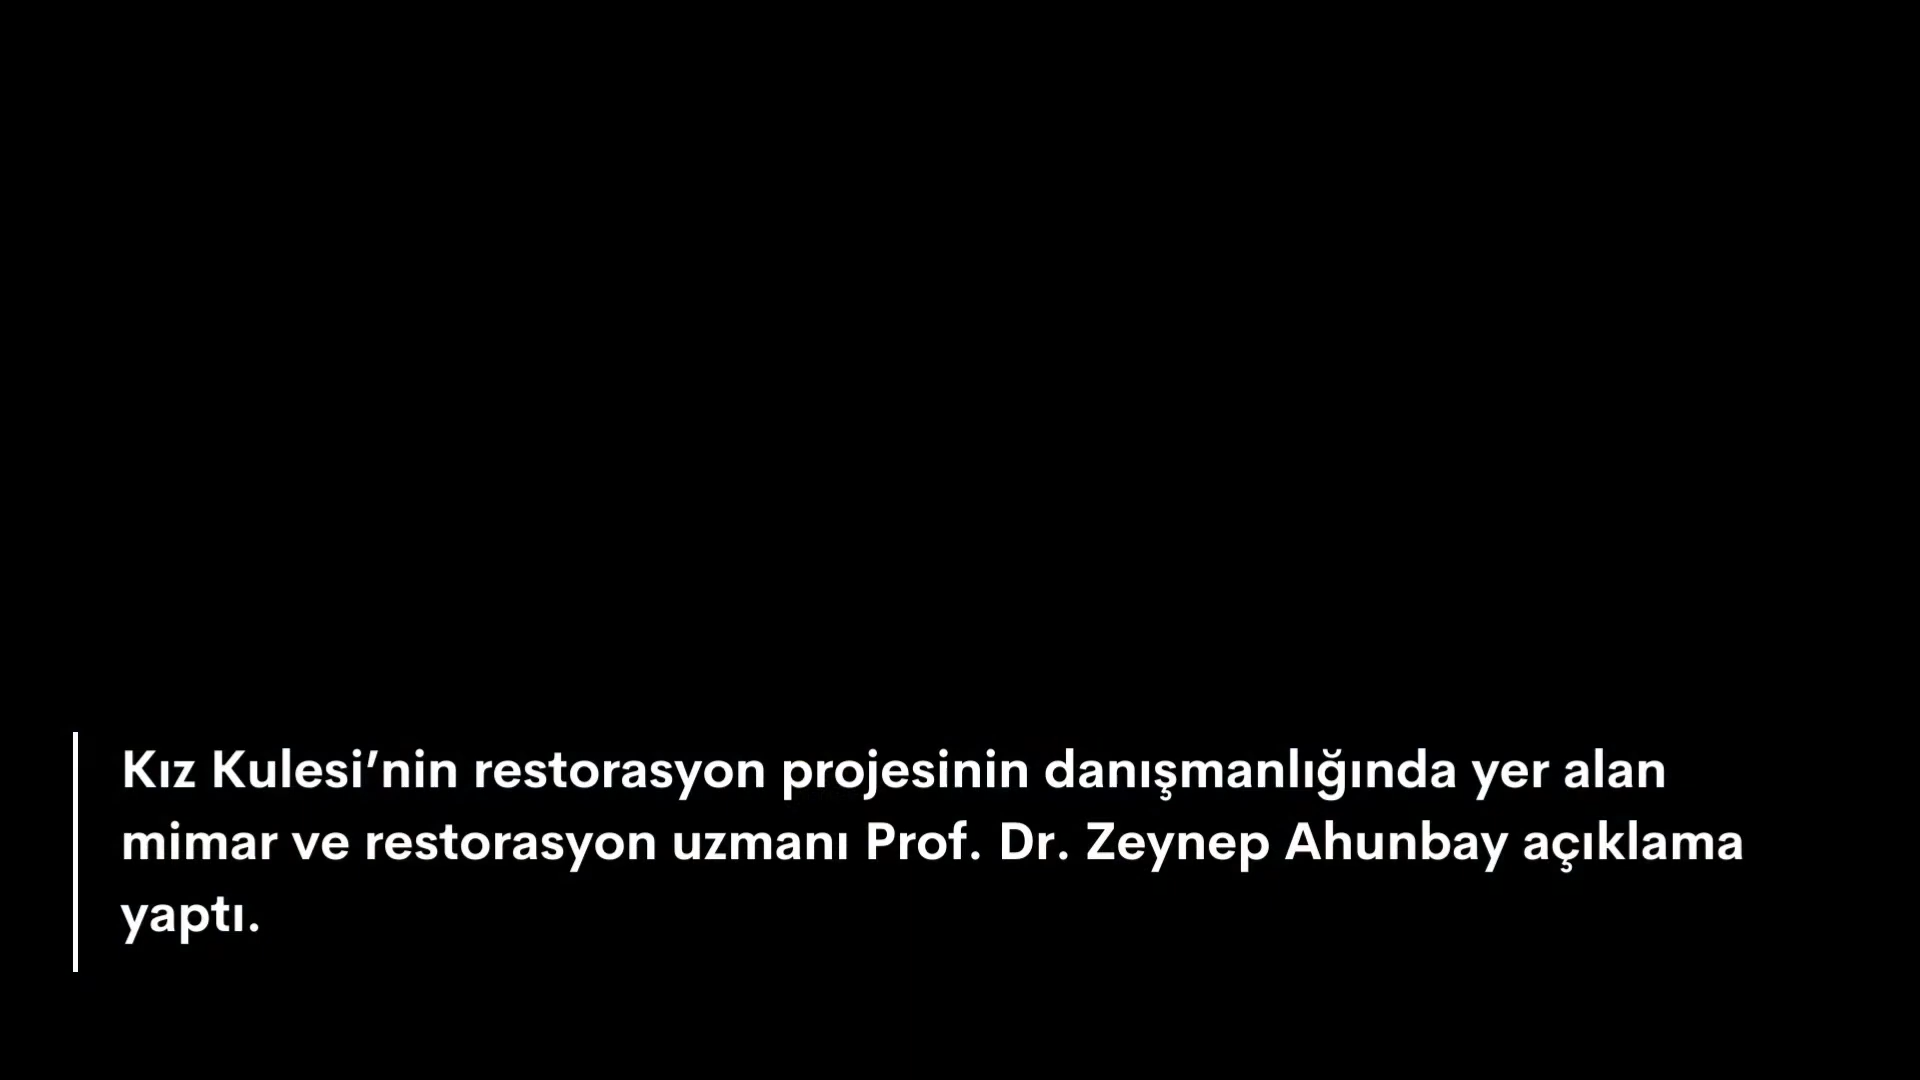 Kız Kulesi’nin restorasyon projesinin danışmanlığında yer alan
mimar ve restorasyon uzmanı Prof. Dr. Zeynep Ahunbay açıklama
yaptı.